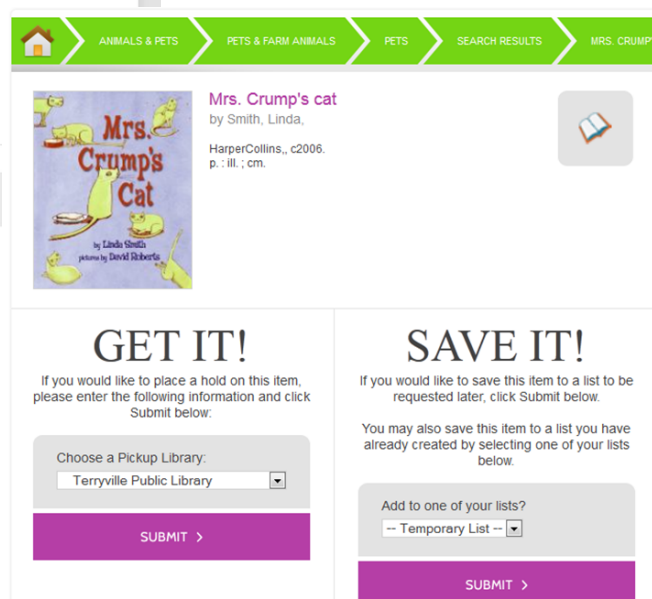 ANIMALS & PETS
PETS & FARM ANIMALS
PETS
SEARCH RESULTS
MRS. CRUMP'
Mrs.
Crump's
Cat
by Linda Smith
pictures by David Roberts
Mrs. Crump's cat
by Smith, Linda,
HarperCollins,, c2006.
p. : ill. ; cm.
GET IT!
If you would like to place a hold on this item,
please enter the following information and click
Submit below:
Choose a Pickup Library:
Terryville Public Library
SUBMIT >
SAVE IT!
If you would like to save this item to a list to be
requested later, click Submit below.
You may also save this item to a list you have
already created by selecting one of your lists
below.
Add to one of your lists?
-- Temporary List --
SUBMIT >